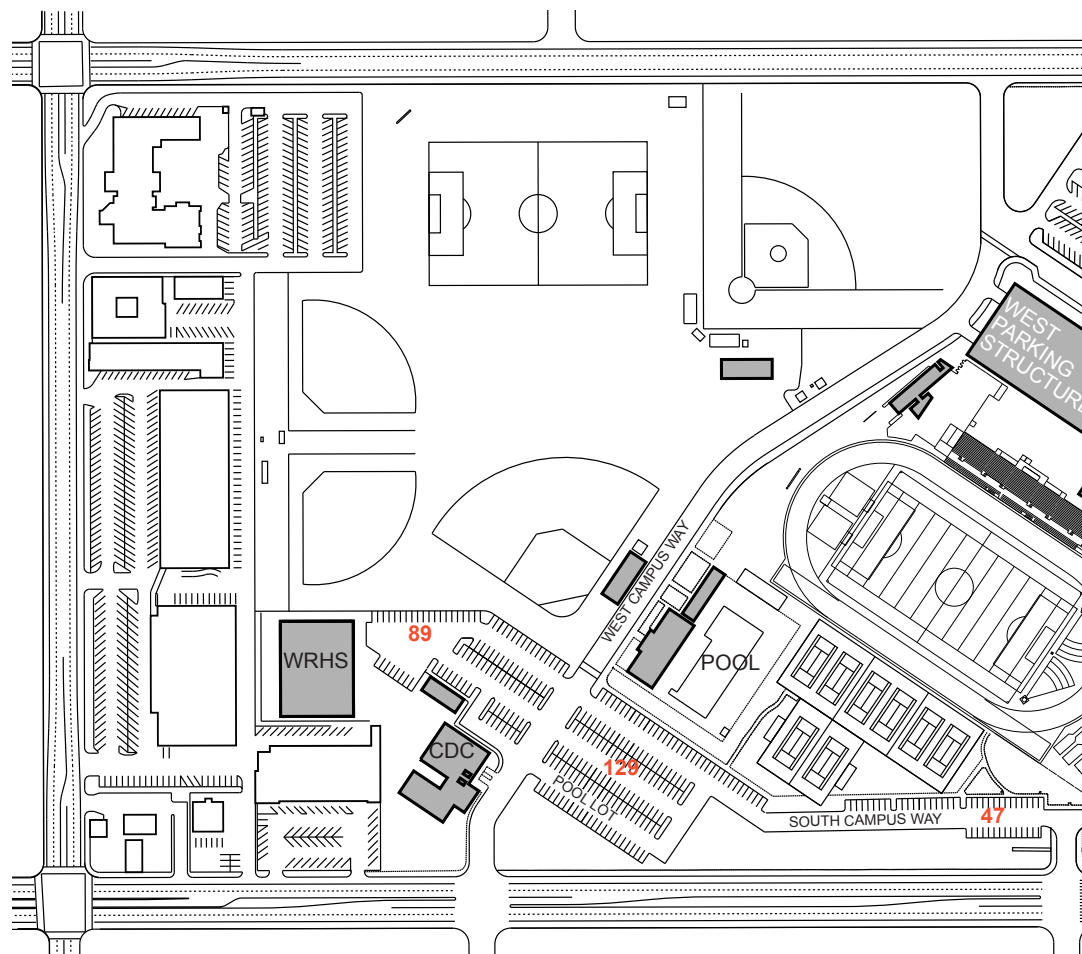 WEST
PARKING
STRUCTURE
WEST CAMPUS WAY
89
WRHS
POOL
CDC
129
POOL LOT
47
SOUTH CAMPUS WAY